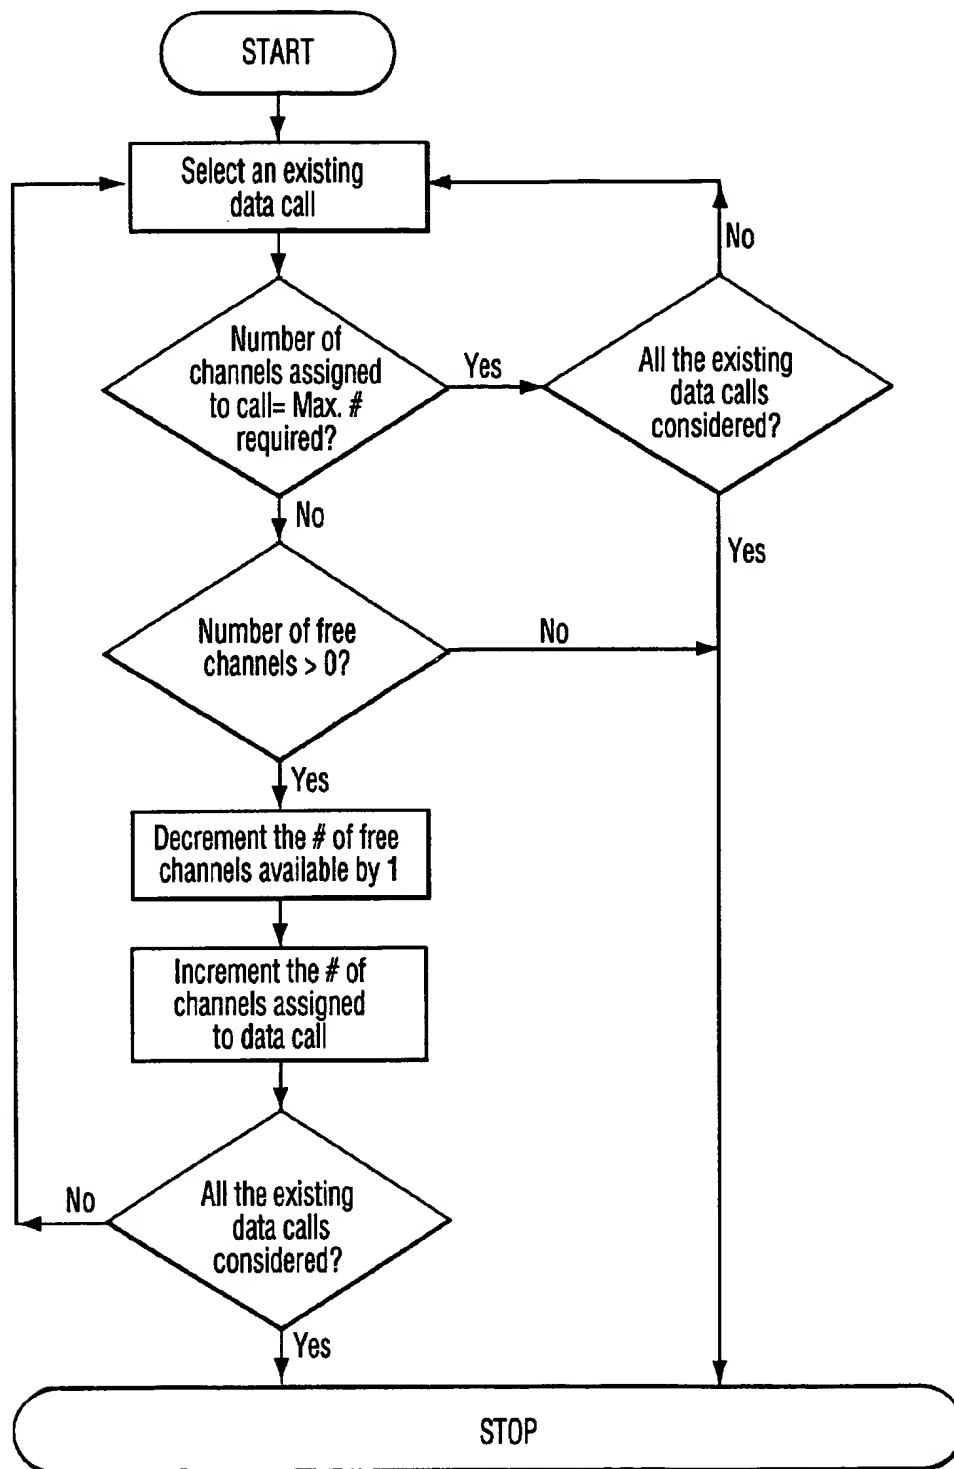 START
Select an existing
data call
No
Number of
channels assigned
to call= Max. #
required?
Yes
All the existing
data calls
considered?
No
Yes
Number of free
channels > 0?
No
Yes
Decrement the # of free
channels available by 1
Increment the # of
channels assigned
to data call
No
All the existing
data calls
considered?
Yes
STOP